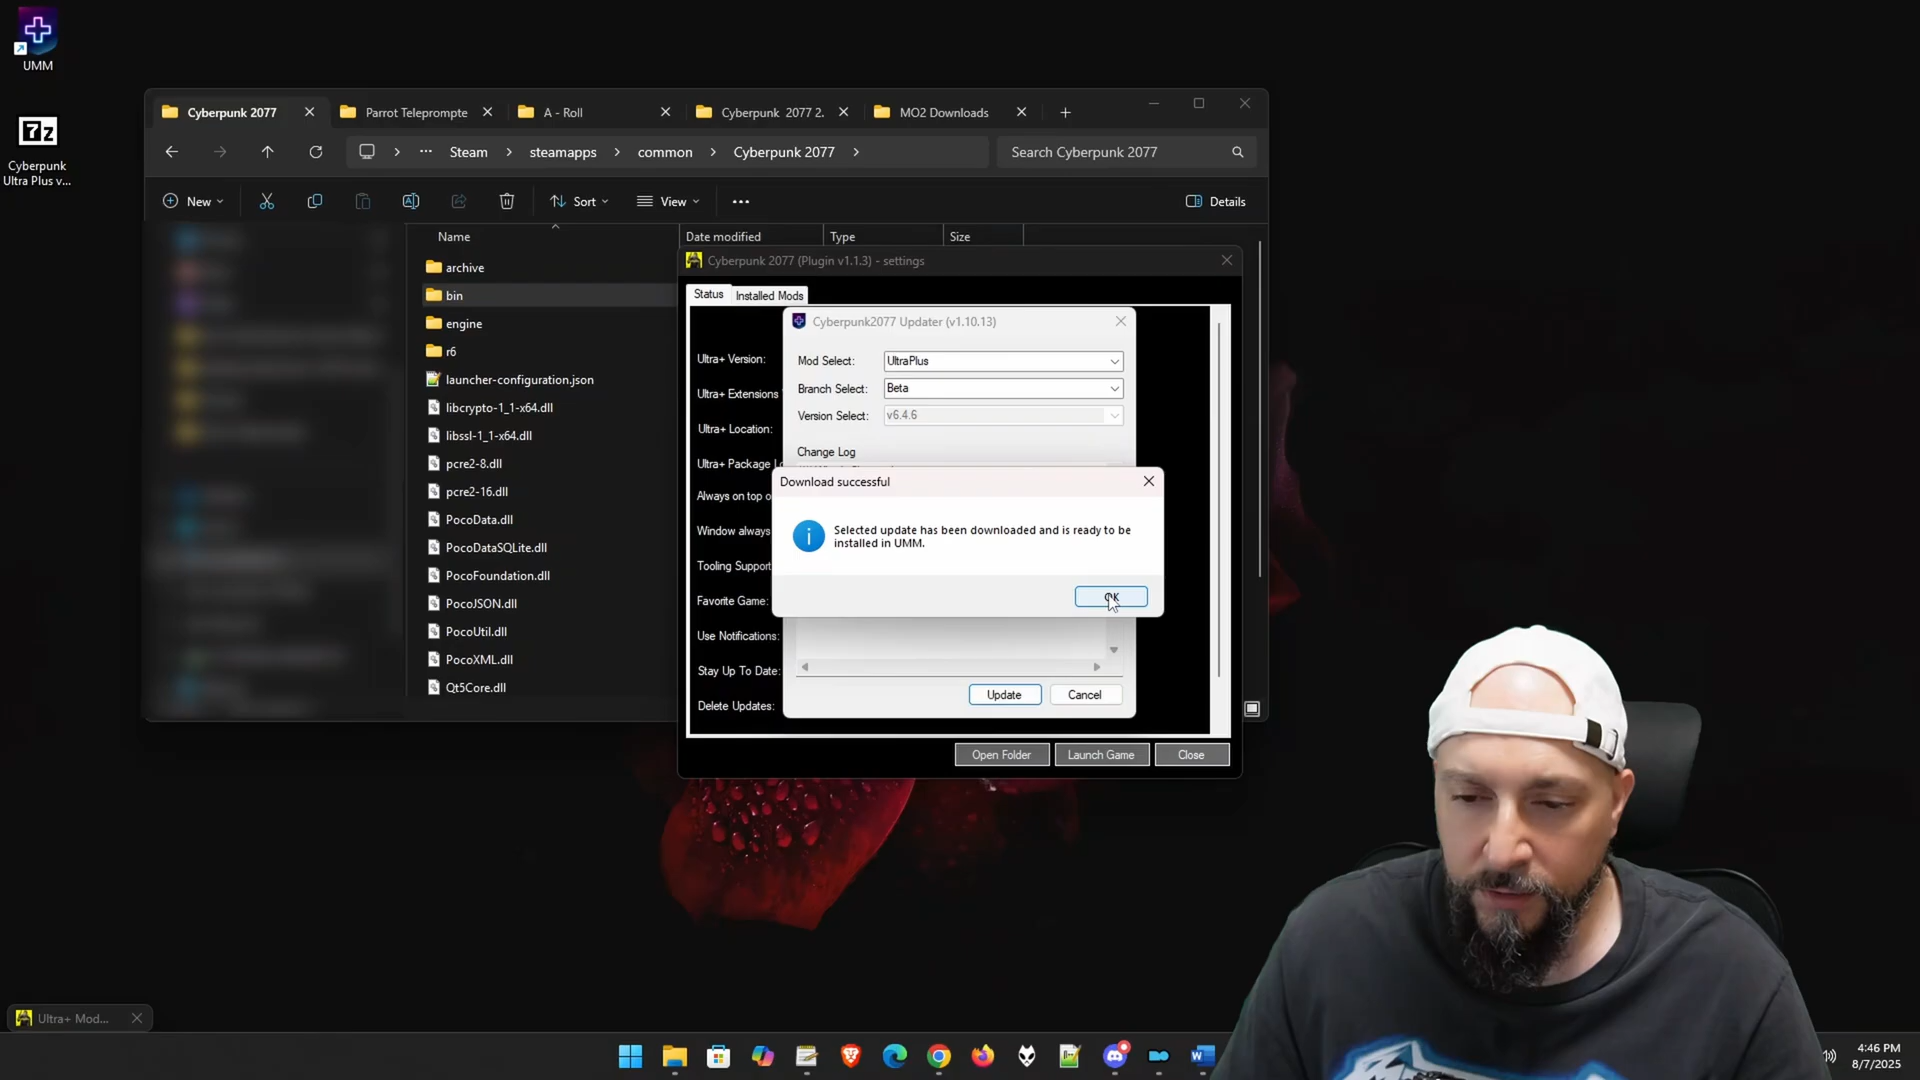 UMM
Cyberpunk
Ultra Plus v...
Cyberpunk 2077
Parrot Teleprompte
A - Roll
Cyberpunk 2077 2.
MO2 Downloads
Steam
steamapps
common
Cyberpunk 2077
Search Cyberpunk 2077
New
Sort
View
Details
Name
Date modified
Type
Size
archive
bin
engine
r6
launcher-configuration.json
libcrypto-1_1-x64.dll
libssl-1_1-x64.dll
pcre2-8.dll
pcre2-16.dll
PocoData.dll
PocoDataSQLite.dll
PocoFoundation.dll
PocoJSON.dll
PocoUtil.dll
PocoXML.dll
Qt5Core.dll
Cyberpunk 2077 (Plugin v1.1.3) - settings
Status
Installed Mods
Ultra+ Version:
Ultra+ Extensions
Ultra+ Location:
Ultra+ Package L
Always on top o
Window always
Tooling Support
Favorite Game:
Use Notifications:
Stay Up To Date:
Delete Updates:
Cyberpunk2077 Updater (v1.10.13)
Mod Select:
UltraPlus
Branch Select:
Beta
Version Select:
v6.4.6
Change Log
Download successful
Selected update has been downloaded and is ready to be
installed in UMM.
OK
Update
Cancel
Open Folder
Launch Game
Close
Ultra+ Mod...
4:46 PM
8/7/2025